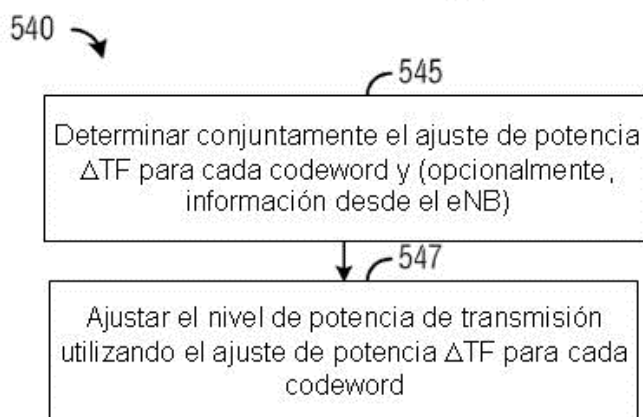 540
545
Determinar conjuntamente el ajuste de potencia
ΔTF para cada codeword y (opcionalmente,
información desde el eNB)
547
Ajustar el nivel de potencia de transmisión
utilizando el ajuste de potencia ΔTF para cada
codeword